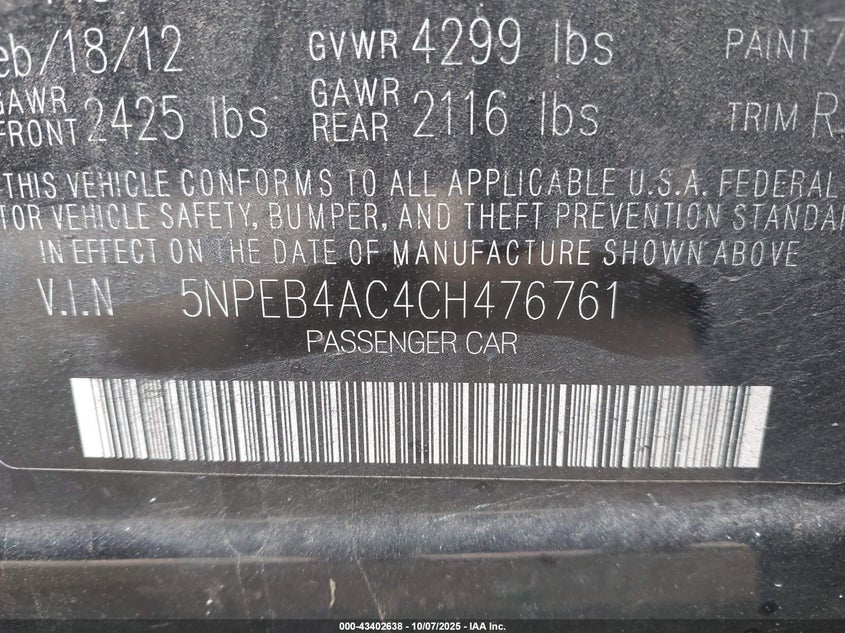 eb/18/12 GVWR 4299 lbs PAINT 7
GAWR FRONT 2425 lbs GAWR REAR 2116 lbs TRIM R
THIS VEHICLE CONFORMS TO ALL APPLICABLE U.S.A. FEDERAL
TOR VEHICLE SAFETY, BUMPER, AND THEFT PREVENTION STANDAR
IN EFFECT ON THE DATE OF MANUFACTURE SHOWN ABOVE
V.I.N 5NPEB4AC4CH476761
PASSENGER CAR
000-43402638 - 10/07/2025 - IAA Inc.